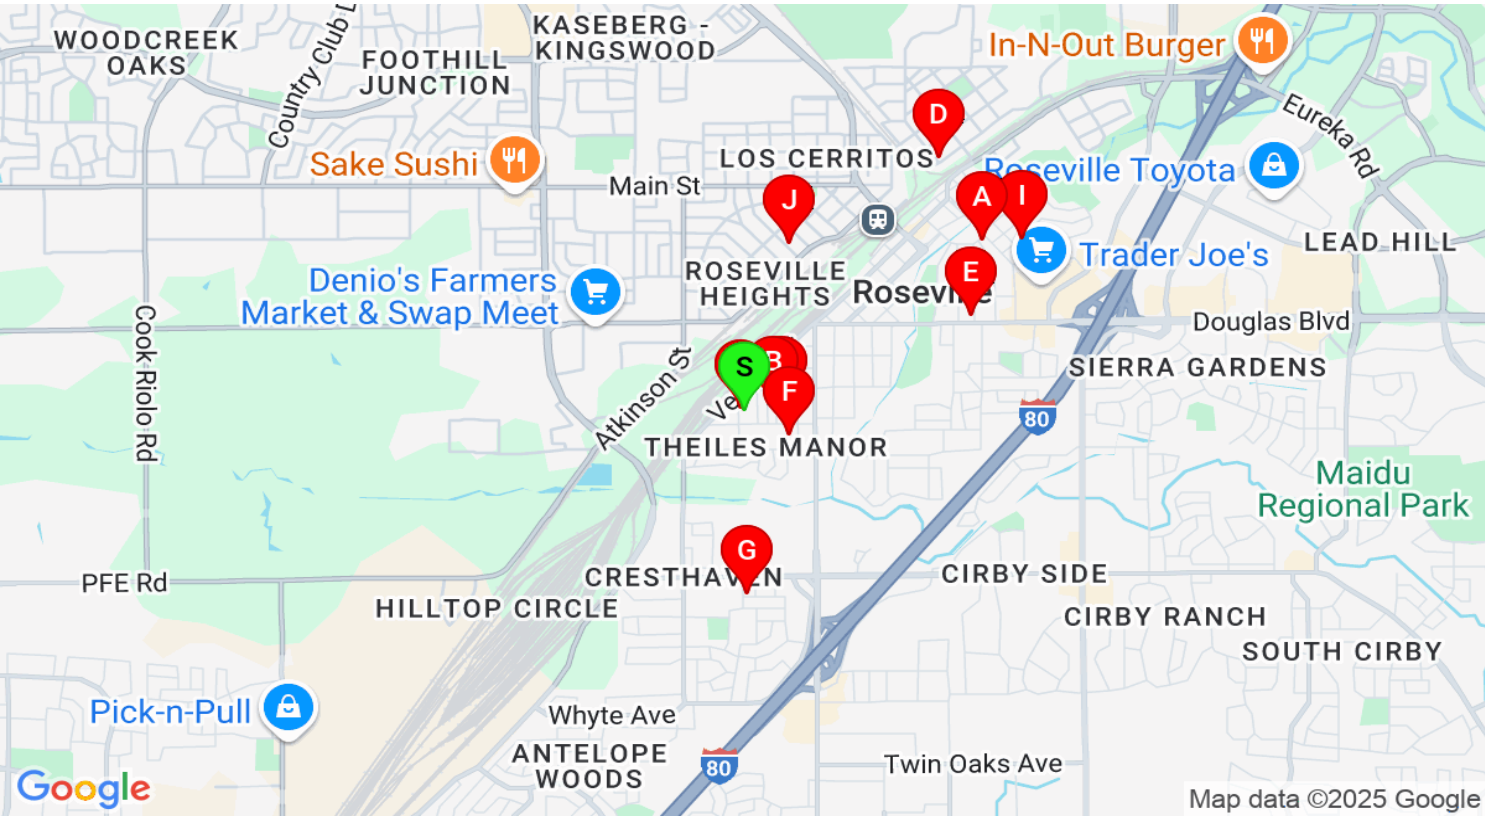 KASEBERG -
KINGSWOOD
WOODCREEK
OAKS
FOOTHILL
JUNCTION
Country Club
In-N-Out Burger
Eureka Rd
D
Sake Sushi
LOS CERRITOS
Roseville Toyota
Main St
J
A
I
LEAD HILL
Trader Joe's
Denio's Farmers
Market & Swap Meet
ROSEVILLE
HEIGHTS
E
Roseville
Cook Riolo Rd
Douglas Blvd
Atkinson St
S
B
F
SIERRA GARDENS
80
THEILES MANOR
Maidu
Regional Park
G
PFE Rd
CRESTHAVEN
CIRBY SIDE
HILLTOP CIRCLE
CIRBY RANCH
SOUTH CIRBY
Pick-n-Pull
Whyte Ave
ANTELOPE
WOODS
80
Twin Oaks Ave
Google
Map data ©2025 Google